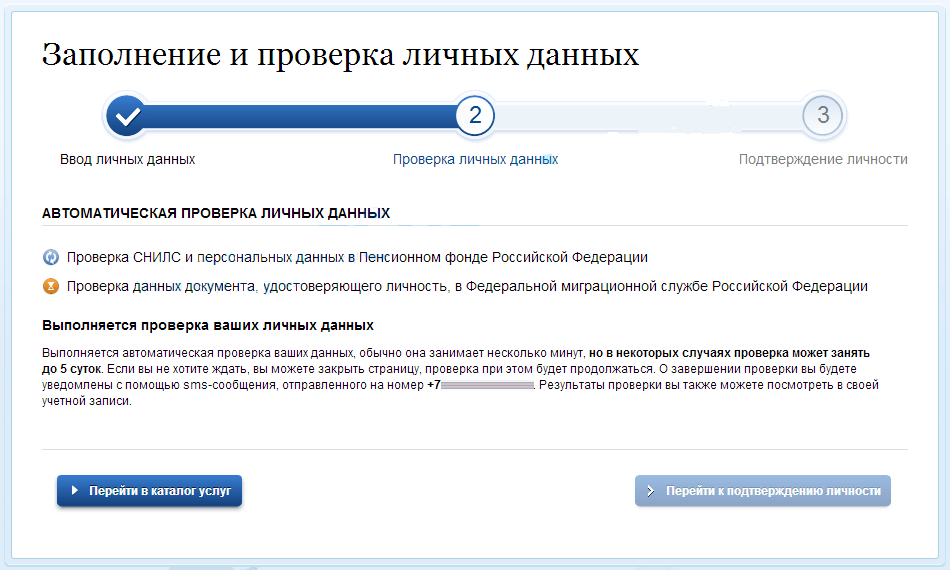 Заполнение и проверка личных данных
2
3
Ввод личных данных
Проверка личных данных
Подтверждение личности
АВТОМАТИЧЕСКАЯ ПРОВЕРКА ЛИЧНЫХ ДАННЫХ
Проверка СНИЛС и персональных данных в Пенсионном фонде Российской Федерации
Проверка данных документа, удостоверяющего личность, в Федеральной миграционной службе Российской Федерации
Выполняется проверка ваших личных данных
Выполняется автоматическая проверка ваших данных, обычно она занимает несколько минут, но в некоторых случаях проверка может занять
до 5 суток. Если вы не хотите ждать, вы можете закрыть страницу, проверка при этом будет продолжаться. О завершении проверки вы будете
уведомлены с помощью sms-сообщения, отправленного на номер +7 . Результаты проверки вы также можете посмотреть в своей
учетной записи.
Перейти в каталог услуг
Перейти к подтверждению личности